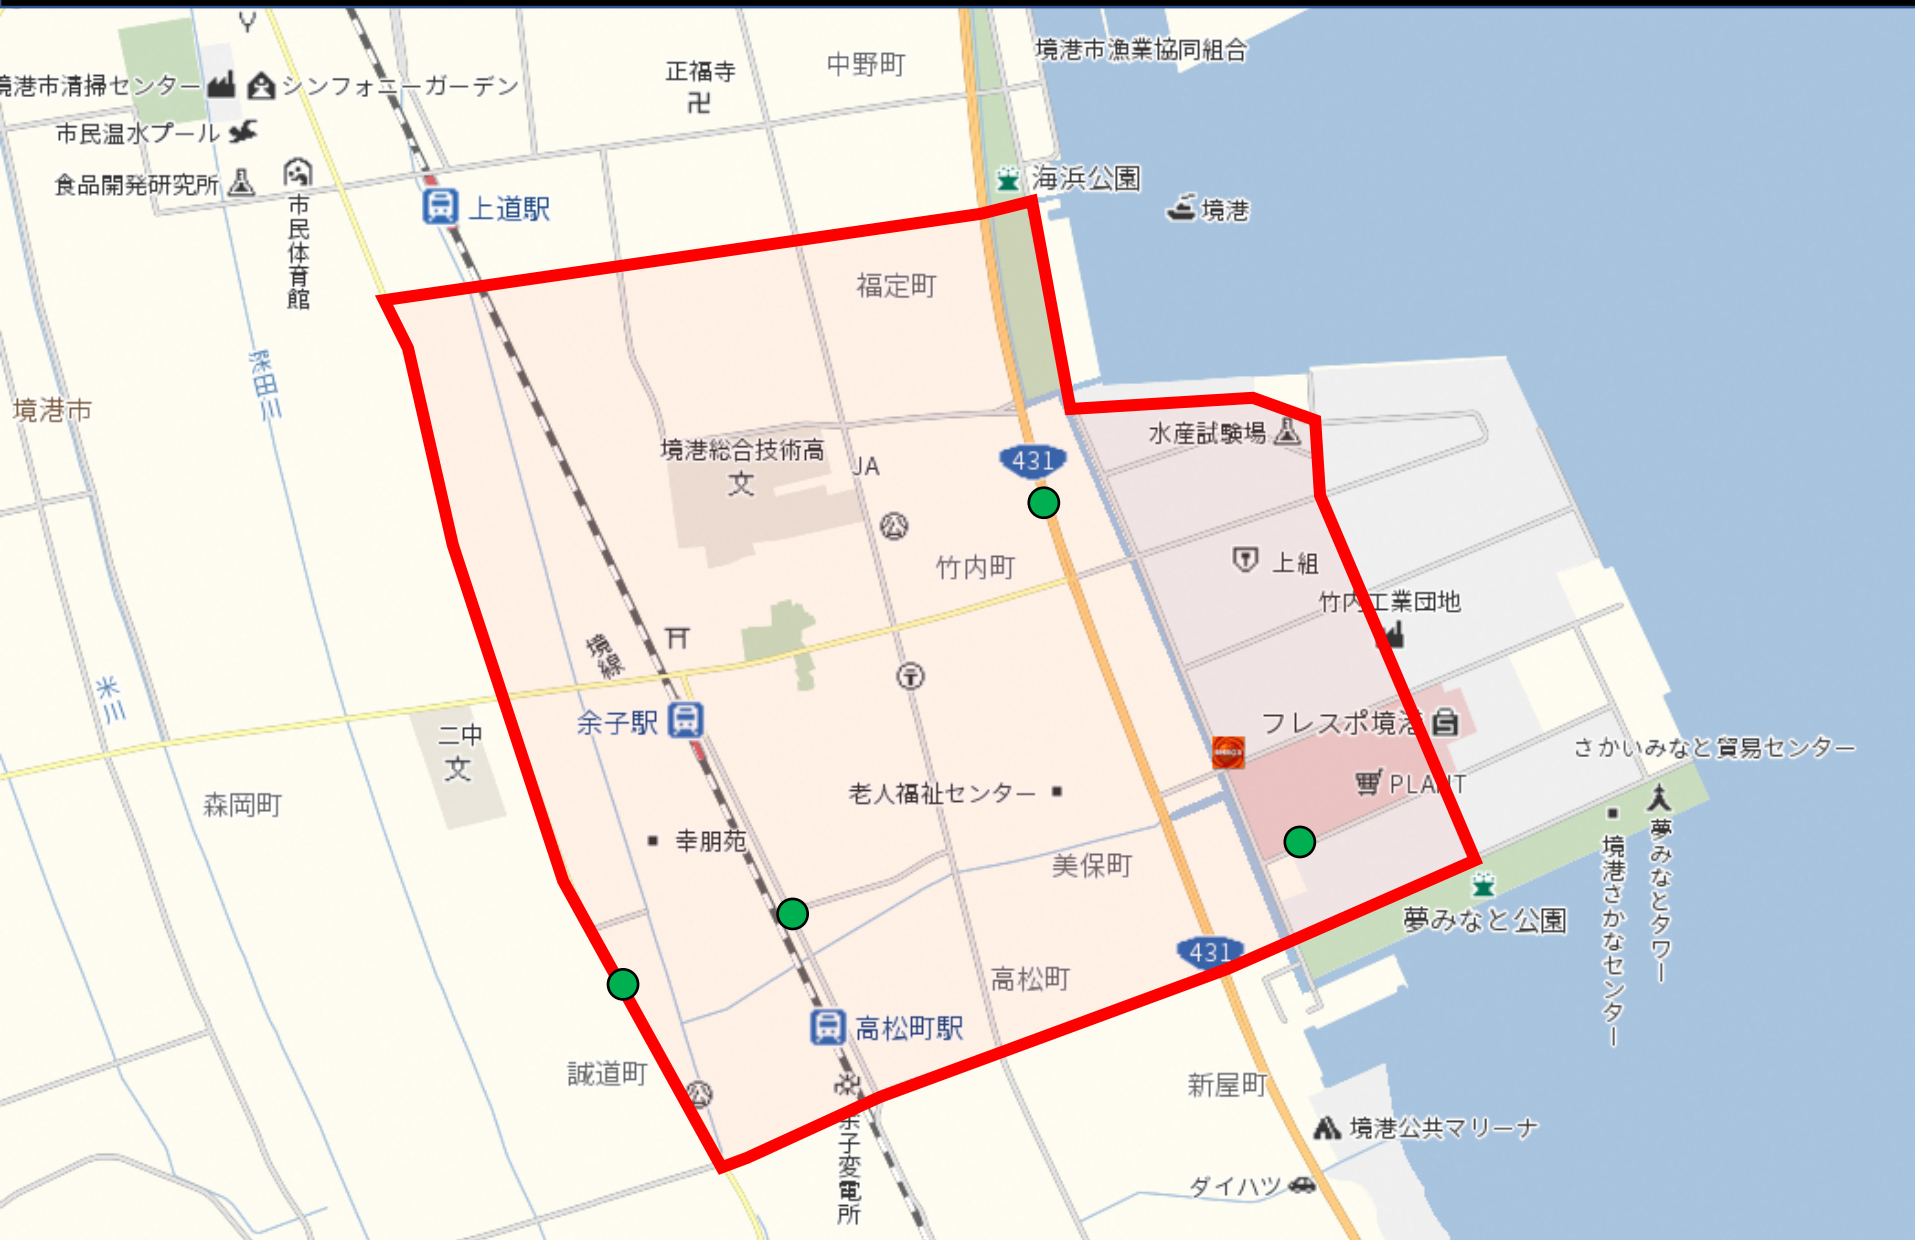 境港市漁業協同組合
中野町
正福寺
境港市清掃センター
シンフォニーガーデン
市民温水プール
食品開発研究所
市民体育館
上道駅
海浜公園
境港
福定町
深田川
境港市
境港総合技術高
文
JA
431
水産試験場
竹内町
上組
竹内工業団地
境線
米川
余子駅
二中
文
フレスポ境港
PLANT
さかいみなと貿易センター
森岡町
老人福祉センター
幸朋苑
美保町
夢みなと公園
夢みなとタワー
境港さかなセンター
431
高松町
高松町駅
誠道町
余子変電所
新屋町
境港公共マリーナ
ダイハツ